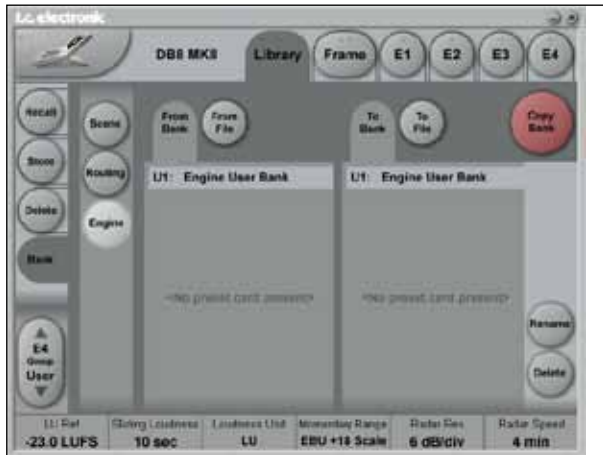 t.c. electronic
DB8 MKII Library Frame E1 E2 E3 E4
Recall
Store
Delete
Bank
Scene
Routing
Engine
From Bank
From File
To Bank
To File
Copy Bank
U1: Engine User Bank
U1: Engine User Bank
<No preset card present>
<No preset card present>
Rename
Delete
E4
Group
User
LU Ref
Sliding Loudness
Loudness Unit
Momentary Range
Radar Res
Radar Speed
-23.0 LUFS
10 sec
LU
EBU +18 Scale
6 dB/div
4 min